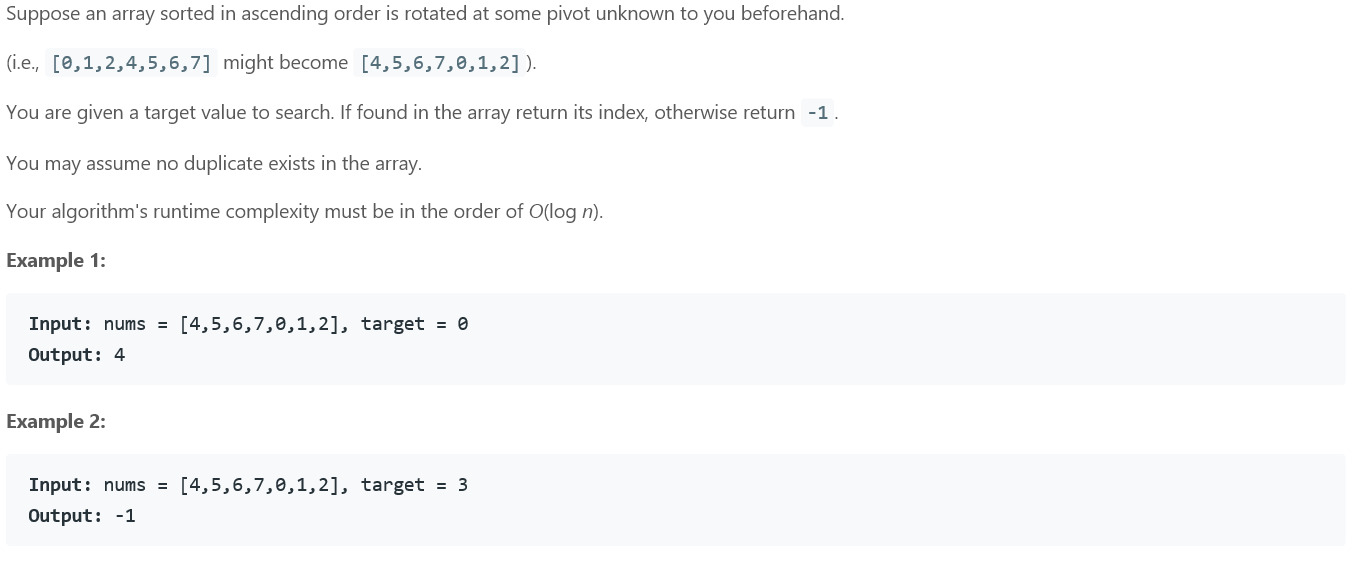 Suppose an array sorted in ascending order is rotated at some pivot unknown to you beforehand.
(i.e., [0,1,2,4,5,6,7] might become [4,5,6,7,0,1,2]).
You are given a target value to search. If found in the array return its index, otherwise return -1.
You may assume no duplicate exists in the array.
Your algorithm's runtime complexity must be in the order of O(log n).
Example 1:
Input: nums = [4,5,6,7,0,1,2], target = 0
Output: 4
Example 2:
Input: nums = [4,5,6,7,0,1,2], target = 3
Output: -1